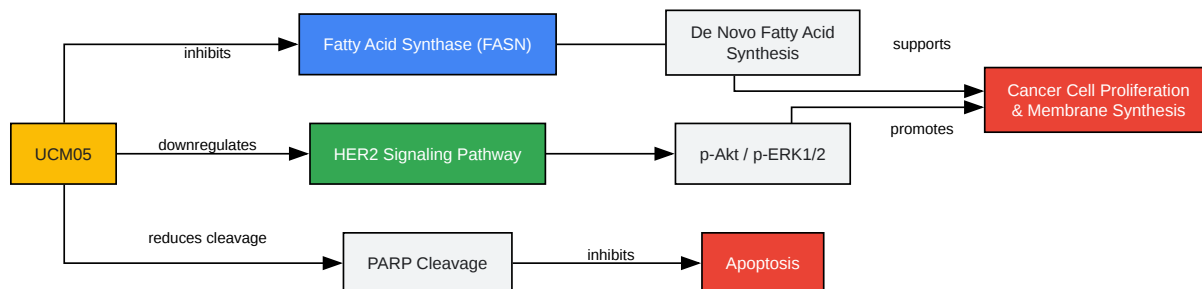 Fatty Acid Synthase (FASN)
inhibits
De Novo Fatty Acid
Synthesis
supports
Cancer Cell Proliferation
& Membrane Synthesis
UCM05
downregulates
HER2 Signaling Pathway
p-Akt / p-ERK1/2
promotes
reduces cleavage
PARP Cleavage
inhibits
Apoptosis